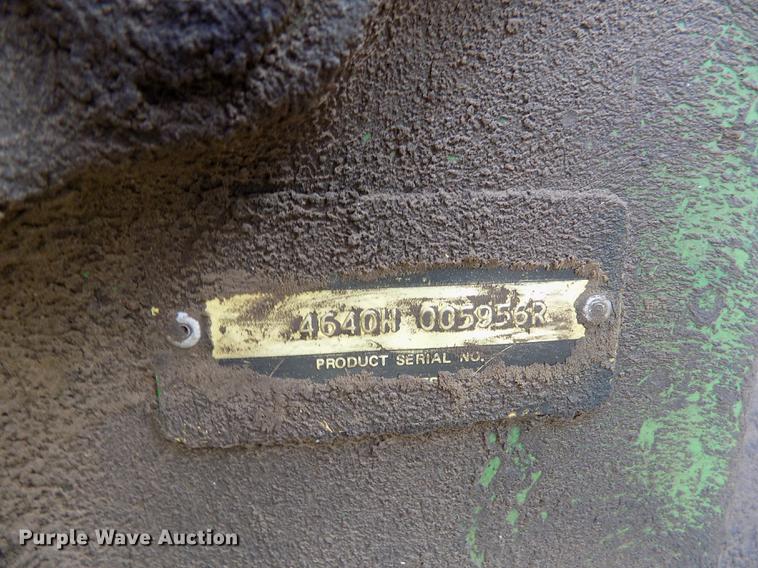 4640H 005956R
PRODUCT SERIAL NO.
Purple Wave Auction